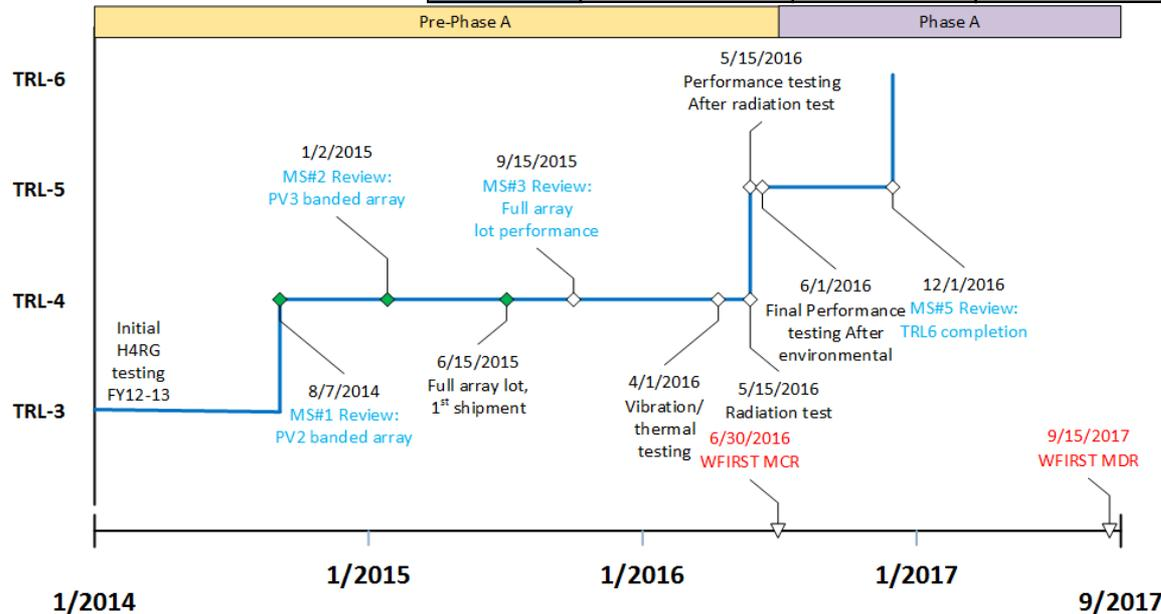 Pre-Phase A
Phase A
TRL-6
TRL-5
TRL-4
TRL-3
5/15/2016
Performance testing
After radiation test
1/2/2015
MS#2 Review:
PV3 banded array
9/15/2015
MS#3 Review:
Full array
lot performance
Initial
H4RG
testing
FY12-13
8/7/2014
MS#1 Review:
PV2 banded array
6/15/2015
Full array lot,
1st shipment
4/1/2016
Vibration/
thermal
testing
5/15/2016
Radiation test
6/1/2016
Final Performance
testing After
environmental
12/1/2016
MS#5 Review:
TRL6 completion
6/30/2016
WFIRST MCR
9/15/2017
WFIRST MDR
1/2014
1/2015
1/2016
1/2017
9/2017